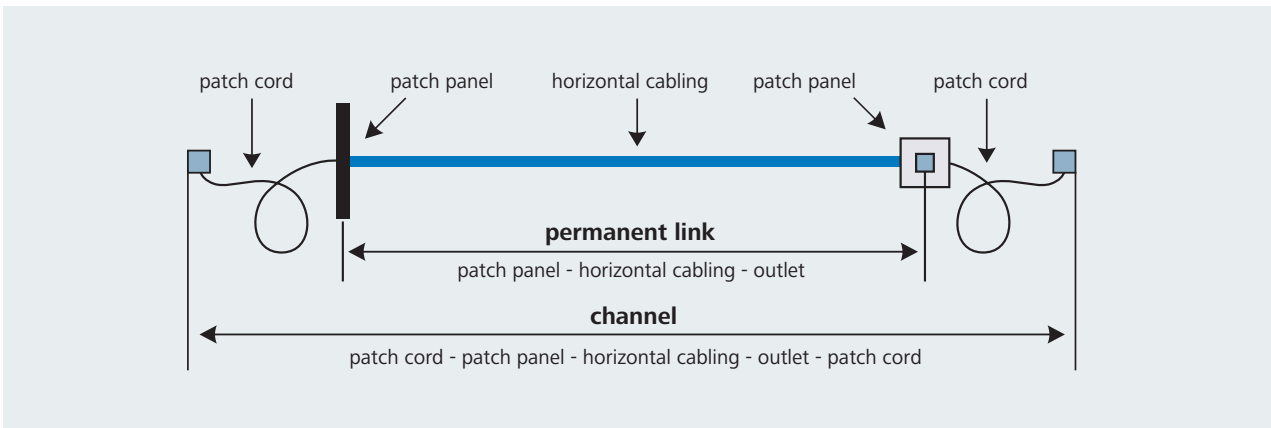 patch cord
patch panel
horizontal cabling
patch panel
patch cord
permanent link
patch panel - horizontal cabling - outlet
channel
patch cord - patch panel - horizontal cabling - outlet - patch cord